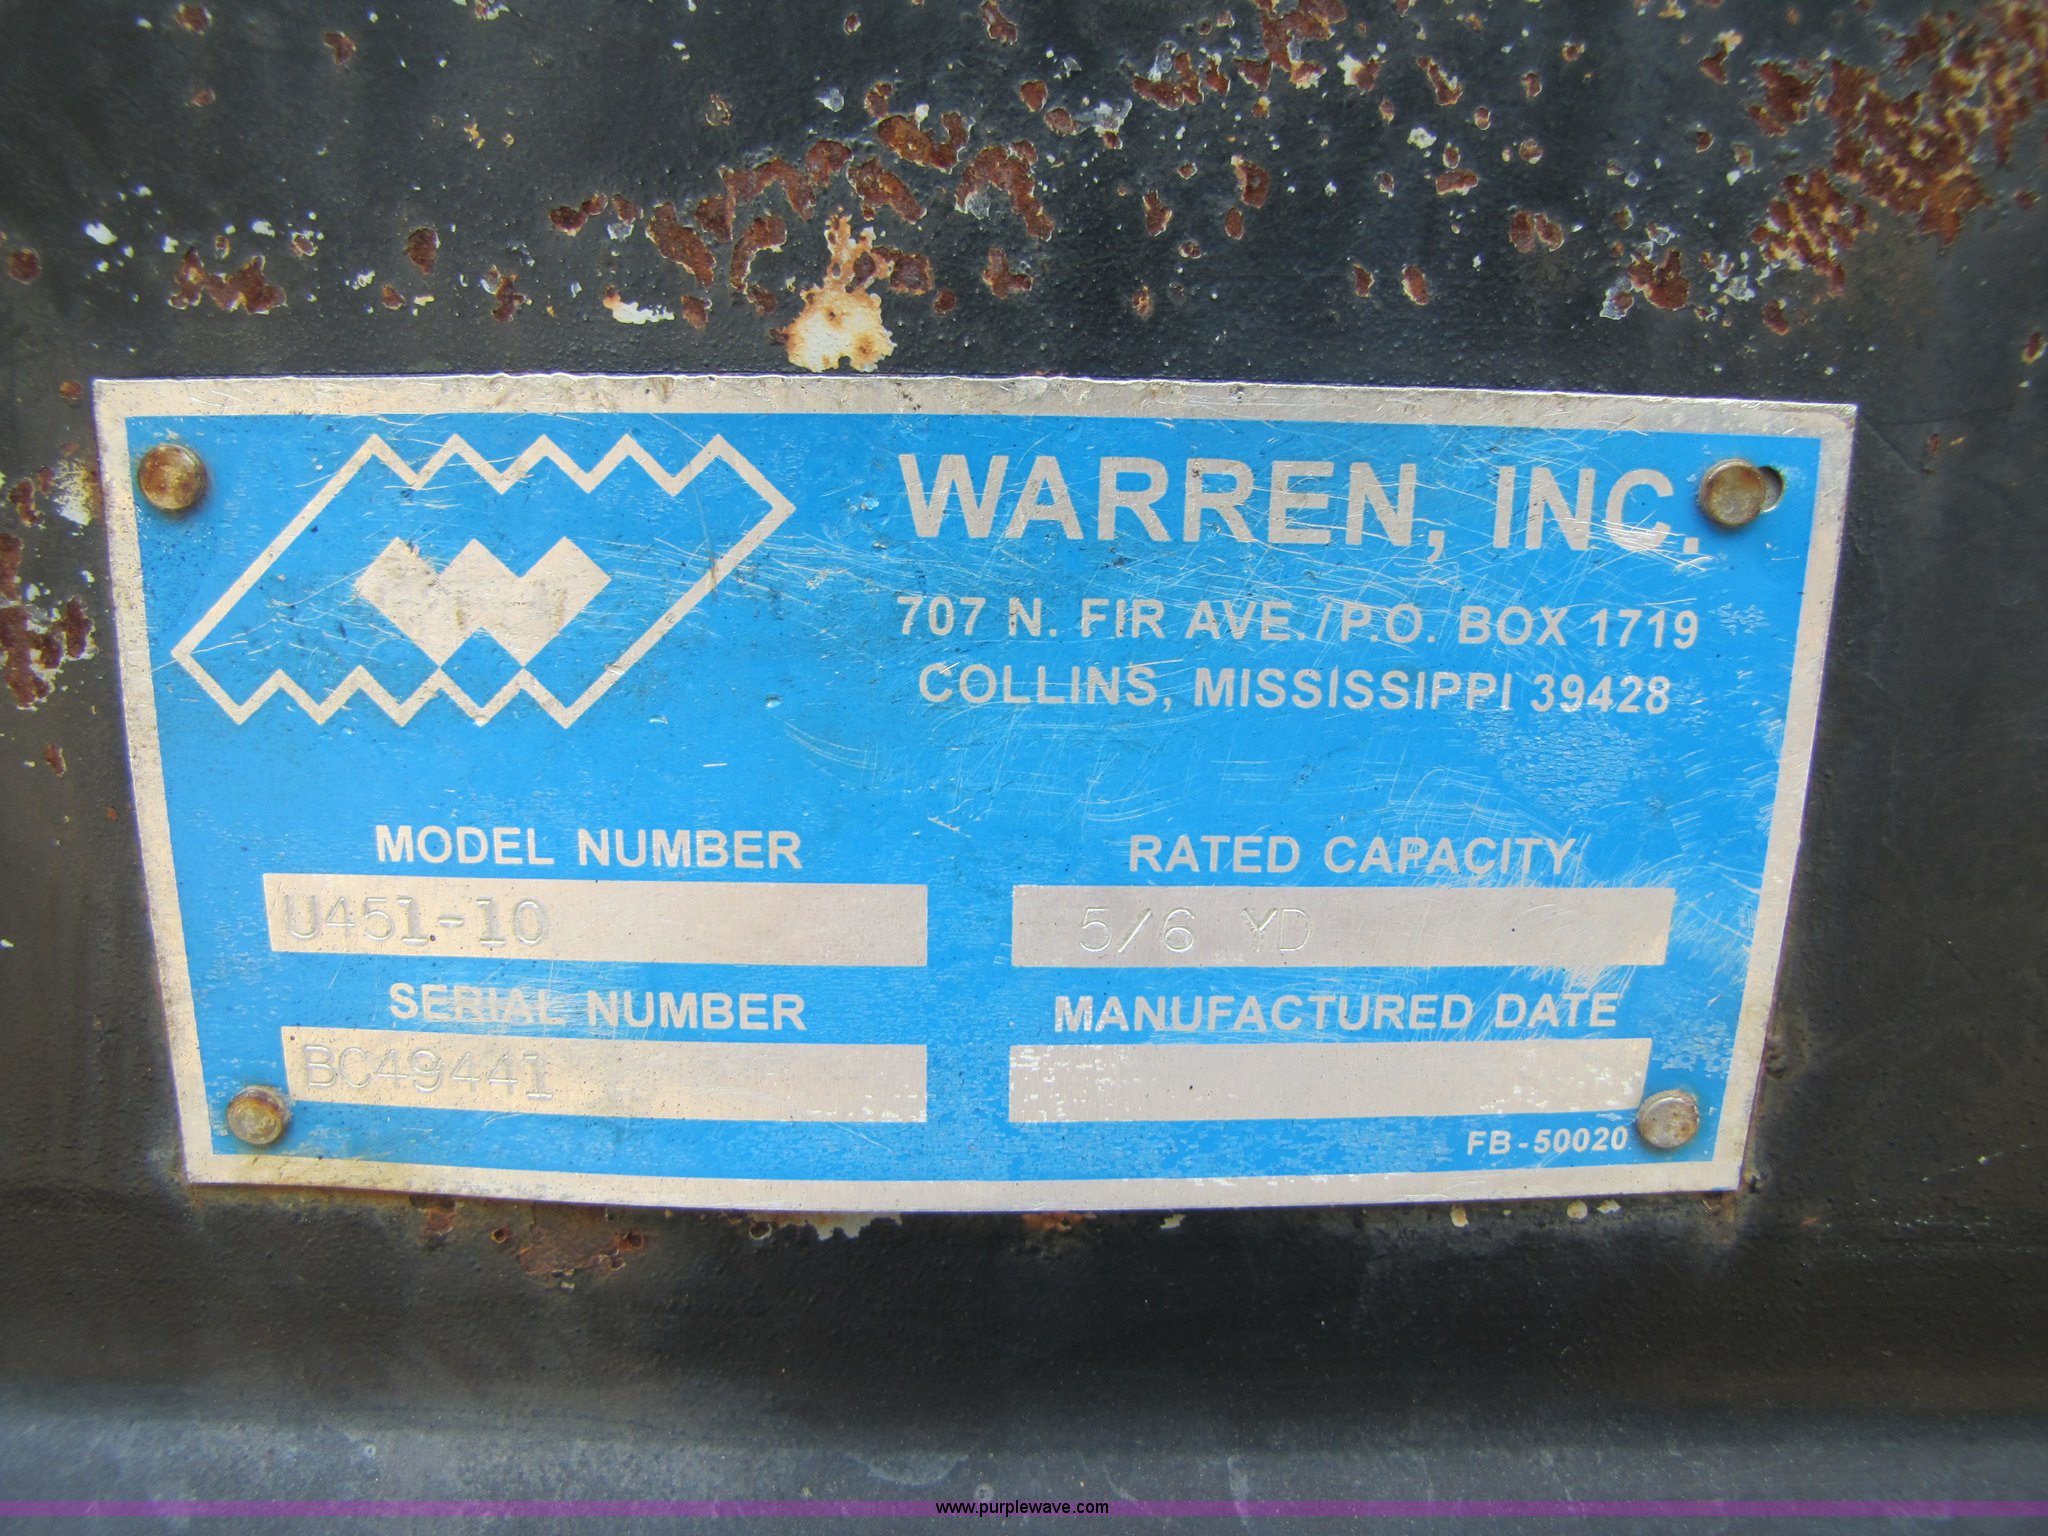 WARREN, INC.
707 N. FIR AVE./P.O. BOX 1719
COLLINS, MISSISSIPPI 39428
MODEL NUMBER
U451-10
RATED CAPACITY
5/6 YD
SERIAL NUMBER
BC49441
MANUFACTURED DATE
FB-50020
www.purplewave.com